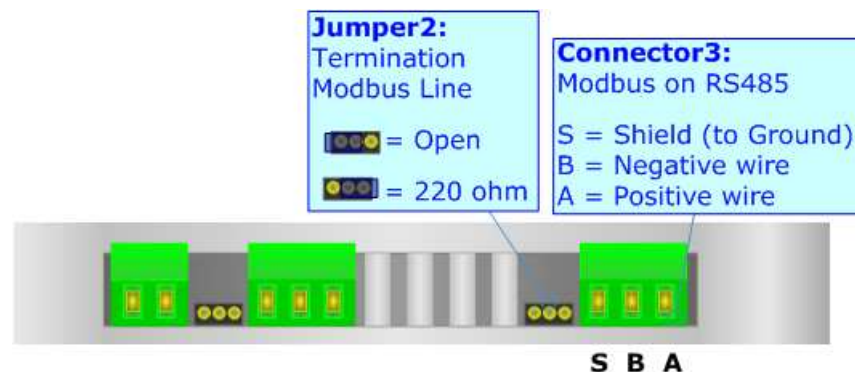 Jumper2:
Termination
Modbus Line
= Open
= 220 ohm
Connector3:
Modbus on RS485
S = Shield (to Ground)
B = Negative wire
A = Positive wire
S B A